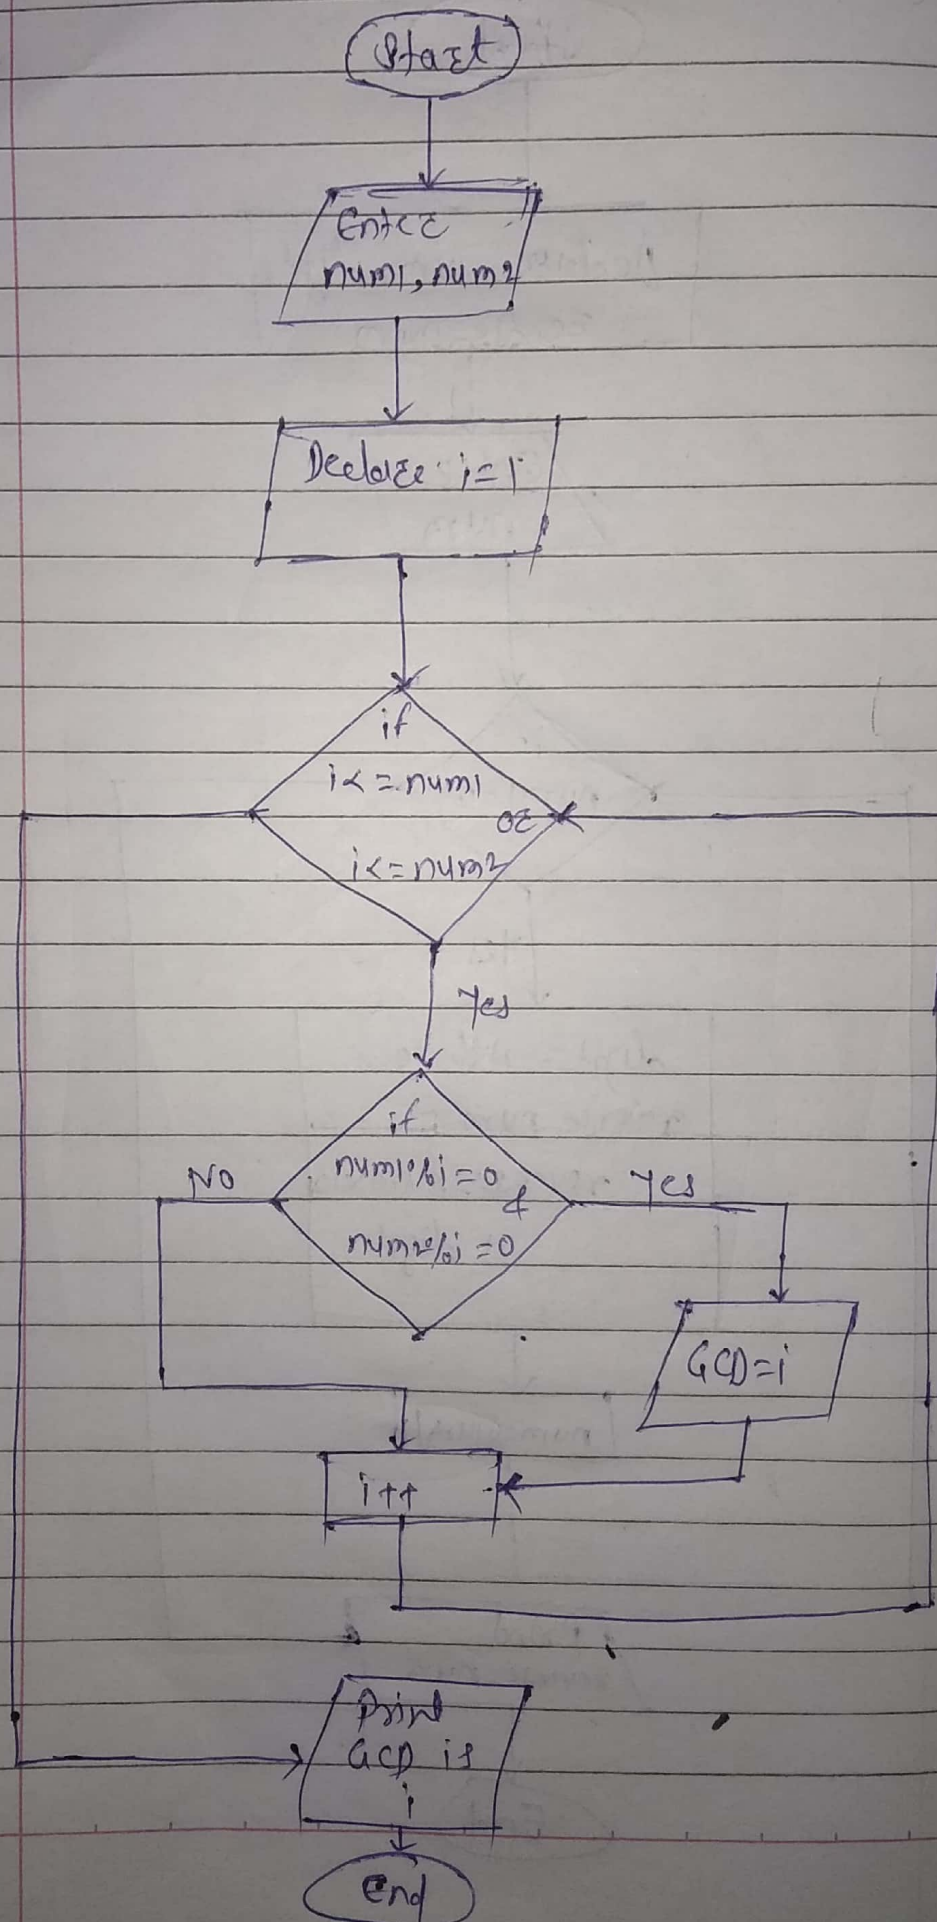 Start
Enter
num1, num2
Declare i=1
if
i<=num1
or
i<=num2
Yes
if
num1%i=0
&
num2%i=0
NO
Yes
GCD=i
i++
Print
GCD is
i
End